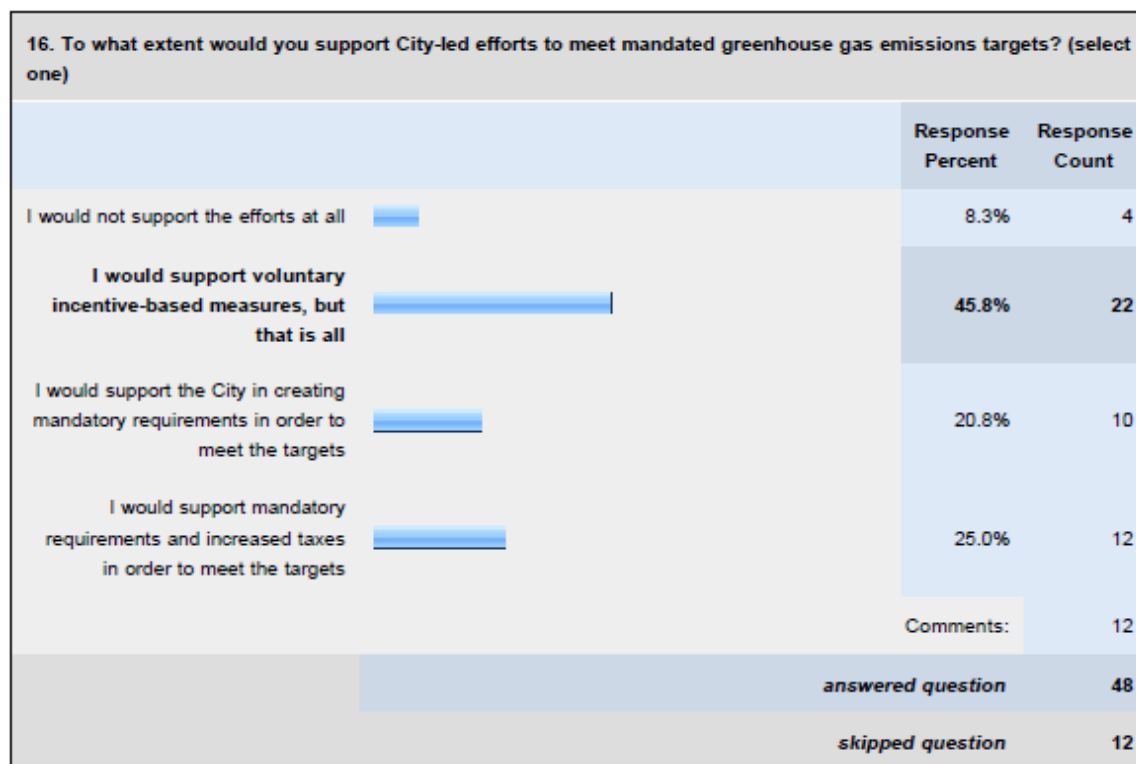 16. To what extent would you support City-led efforts to meet mandated greenhouse gas emissions targets? (select
one)
Response Response
Percent Count
I would not support the efforts at all 8.3% 4
I would support voluntary
incentive-based measures, but 45.8% 22
that is all
I would support the City in creating
mandatory requirements in order to 20.8% 10
meet the targets
I would support mandatory
requirements and increased taxes 25.0% 12
in order to meet the targets
Comments: 12
answered question 48
skipped question 12